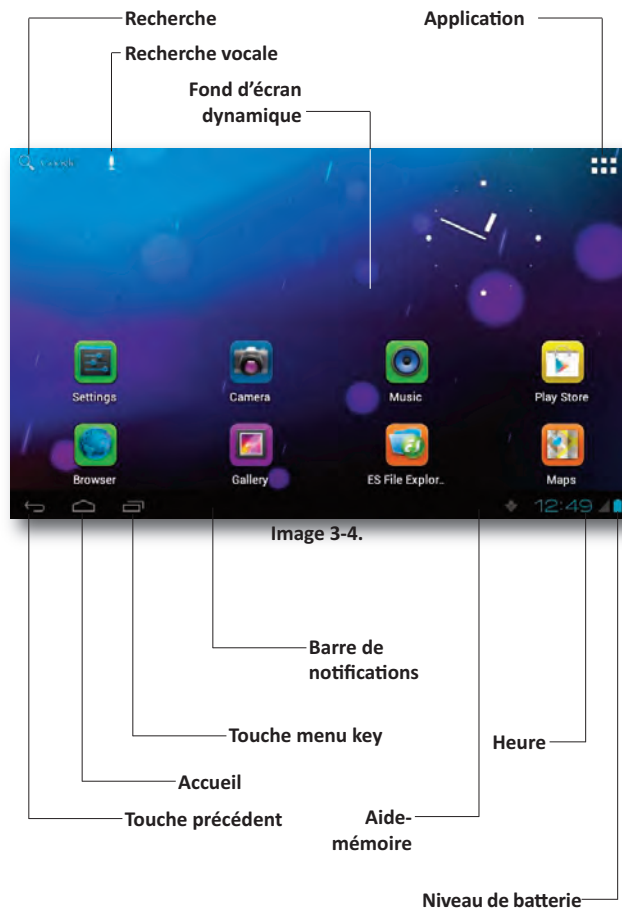 Recherche
Application
Recherche vocale
Fond d'écran
dynamique
Settings
Camera
Music
Play Store
Browser
Gallery
ES File Explor..
Maps
12:49
Image 3-4.
Barre de
notifications
Touche menu key
Heure
Accueil
Touche précédent
Aide-
mémoire
Niveau de batterie